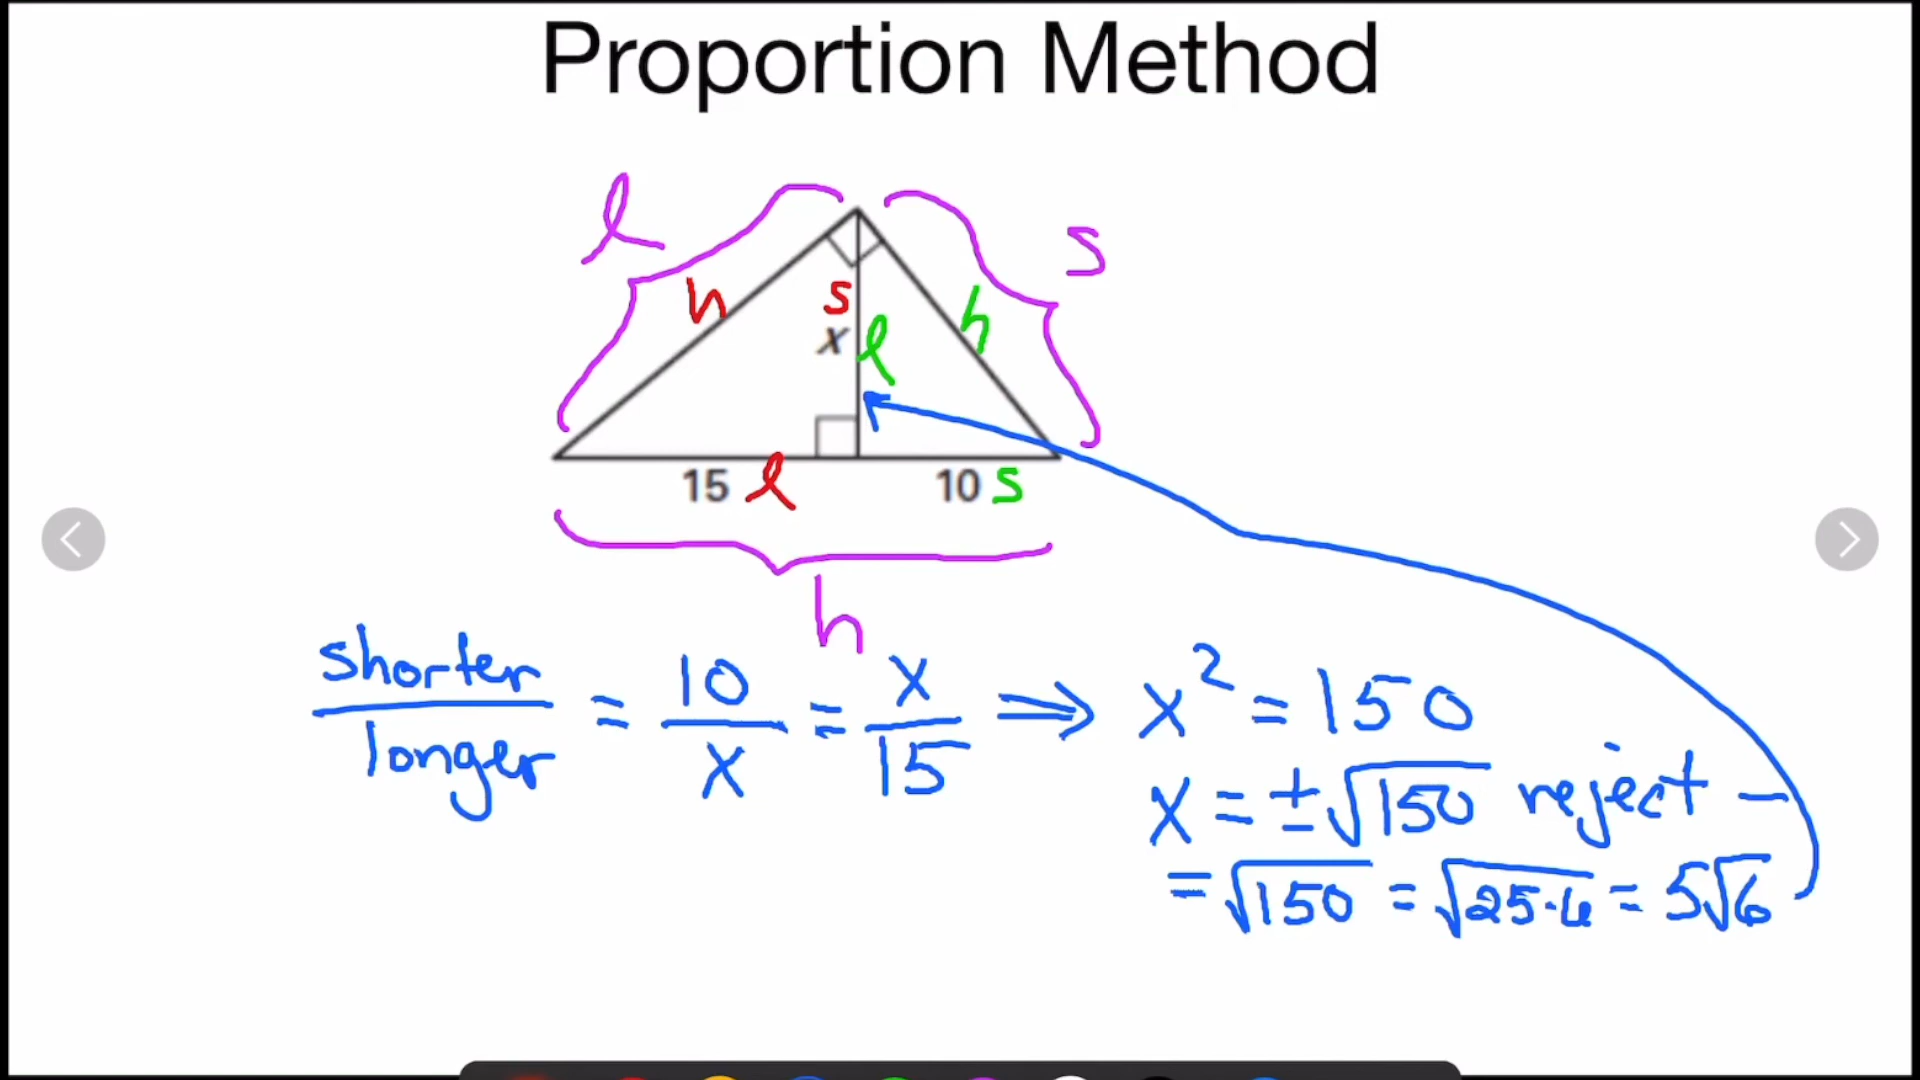 Proportion Method
l
s
h
s
x
l
h
15 l
10 s
h
shorter/longer = 10/x = x/15 ⟹ x² = 150
x = ±√150 reject −
= √150 = √25·6 = 5√6